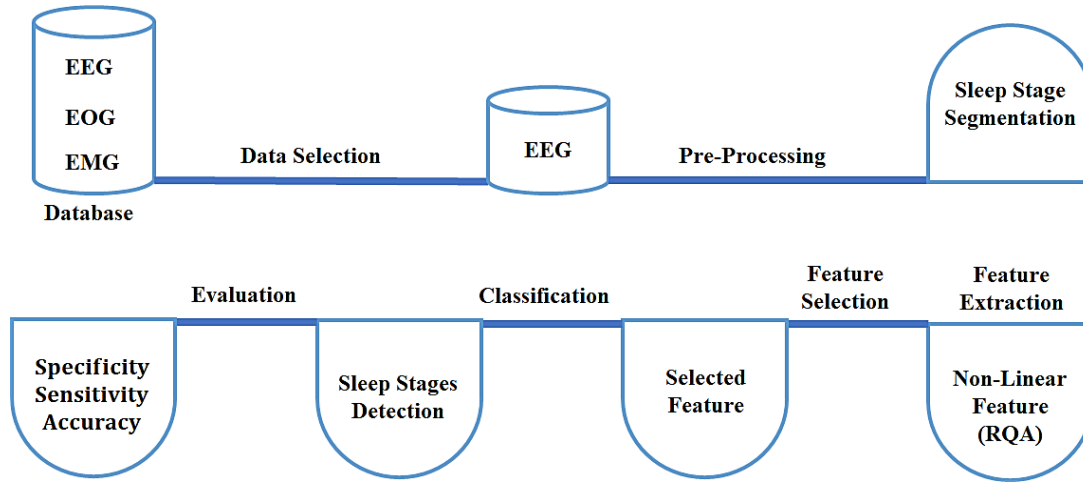 EEG
EOG
EMG
Database
Data Selection
EEG
Pre-Processing
Sleep Stage
Segmentation
Evaluation
Classification
Feature
Selection
Feature
Extraction
Specificity
Sensitivity
Accuracy
Sleep Stages
Detection
Selected
Feature
Non-Linear
Feature
(RQA)